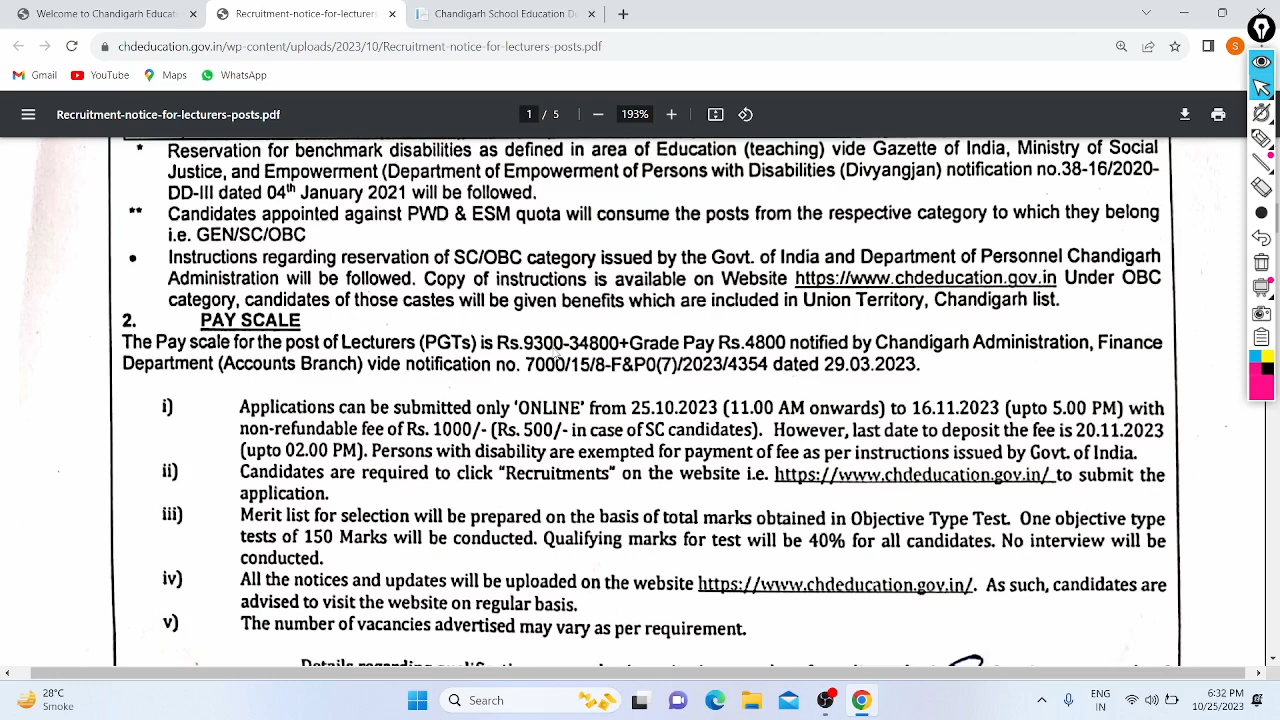 Welcome to Chandigarh Educat
Recruitment-notice-for-lecturers-
Chandigarh School Education De
chdeducation.gov.in/wp-content/uploads/2023/10/Recruitment-notice-for-lecturers-posts.pdf
S
Gmail
YouTube
Maps
WhatsApp
Recruitment-notice-for-lecturers-posts.pdf
1 / 5
193%
* Reservation for benchmark disabilities as defined in area of Education (teaching) vide Gazette of India, Ministry of Social
Justice, and Empowerment (Department of Empowerment of Persons with Disabilities (Divyangjan) notification no.38-16/2020-
DD-III dated 04th January 2021 will be followed.
** Candidates appointed against PWD & ESM quota will consume the posts from the respective category to which they belong
i.e. GEN/SC/OBC
• Instructions regarding reservation of SC/OBC category issued by the Govt. of India and Department of Personnel Chandigarh
Administration will be followed. Copy of instructions is available on Website https://www.chdeducation.gov.in Under OBC
category, candidates of those castes will be given benefits which are included in Union Territory, Chandigarh list.
2. PAY SCALE
The Pay scale for the post of Lecturers (PGTs) is Rs.9300-34800+Grade Pay Rs.4800 notified by Chandigarh Administration, Finance
Department (Accounts Branch) vide notification no. 7000/15/8-F&P0(7)/2023/4354 dated 29.03.2023.
i) Applications can be submitted only 'ONLINE' from 25.10.2023 (11.00 AM onwards) to 16.11.2023 (upto 5.00 PM) with
non-refundable fee of Rs. 1000/- (Rs. 500/- in case of SC candidates). However, last date to deposit the fee is 20.11.2023
(upto 02.00 PM). Persons with disability are exempted for payment of fee as per instructions issued by Govt. of India.
ii) Candidates are required to click "Recruitments" on the website i.e. https://www.chdeducation.gov.in/ to submit the
application.
iii) Merit list for selection will be prepared on the basis of total marks obtained in Objective Type Test. One objective type
tests of 150 Marks will be conducted. Qualifying marks for test will be 40% for all candidates. No interview will be
conducted.
iv) All the notices and updates will be uploaded on the website https://www.chdeducation.gov.in/. As such, candidates are
advised to visit the website on regular basis.
v) The number of vacancies advertised may vary as per requirement.
Details regarding
28°C
Smoke
Search
ENG
IN
6:32 PM
10/25/2023